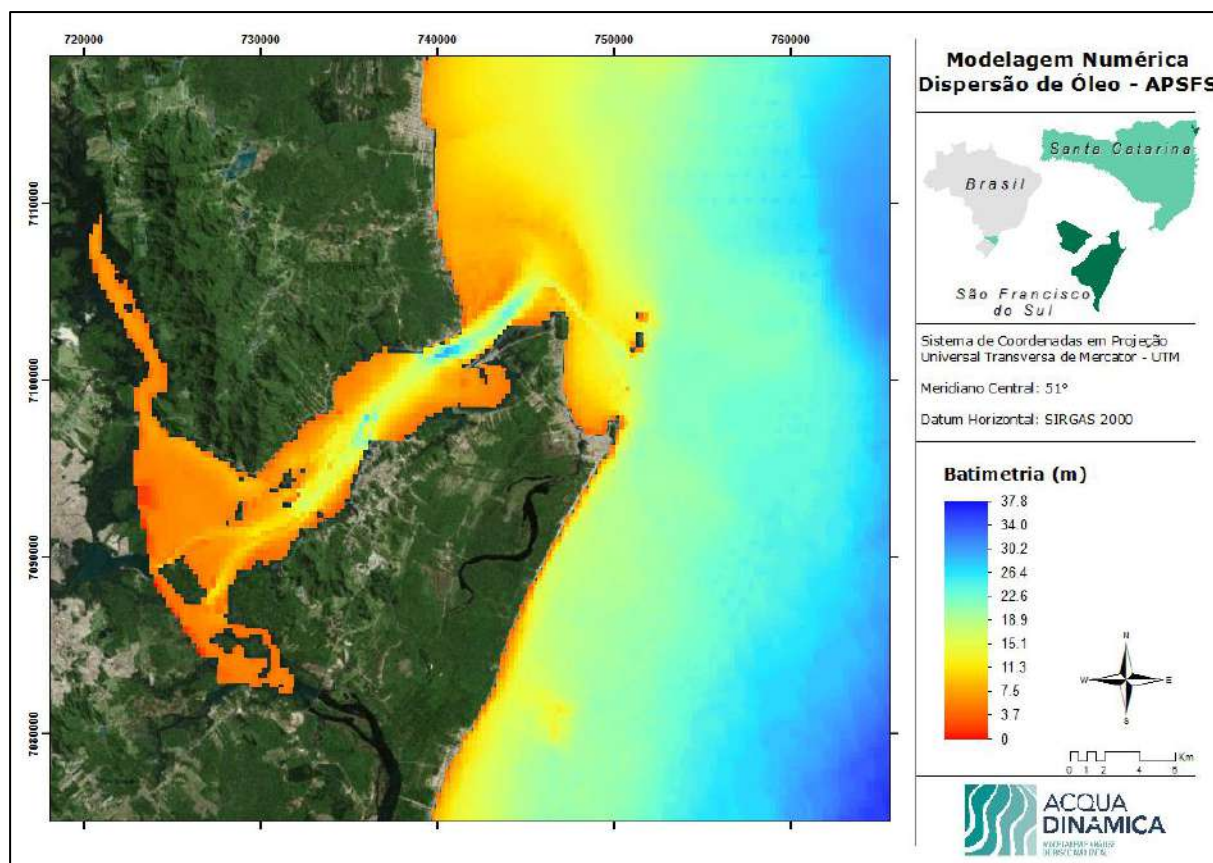 720000 730000 740000 750000 760000
7110000
7100000
7090000
7080000
Modelagem Numérica
Dispersão de Óleo - APSFS
Santa Catarina
Brasil
São Francisco
do Sul
Sistema de Coordenadas em Projeção
Universal Transversa de Mercator - UTM
Meridiano Central: 51°
Datum Horizontal: SIRGAS 2000
Batimetria (m)
37.8
34.0
30.2
26.4
22.6
18.9
15.1
11.3
7.5
3.7
0
N
W E
S
Km
0 1 2 4 6
ACQUA
DINÂMICA